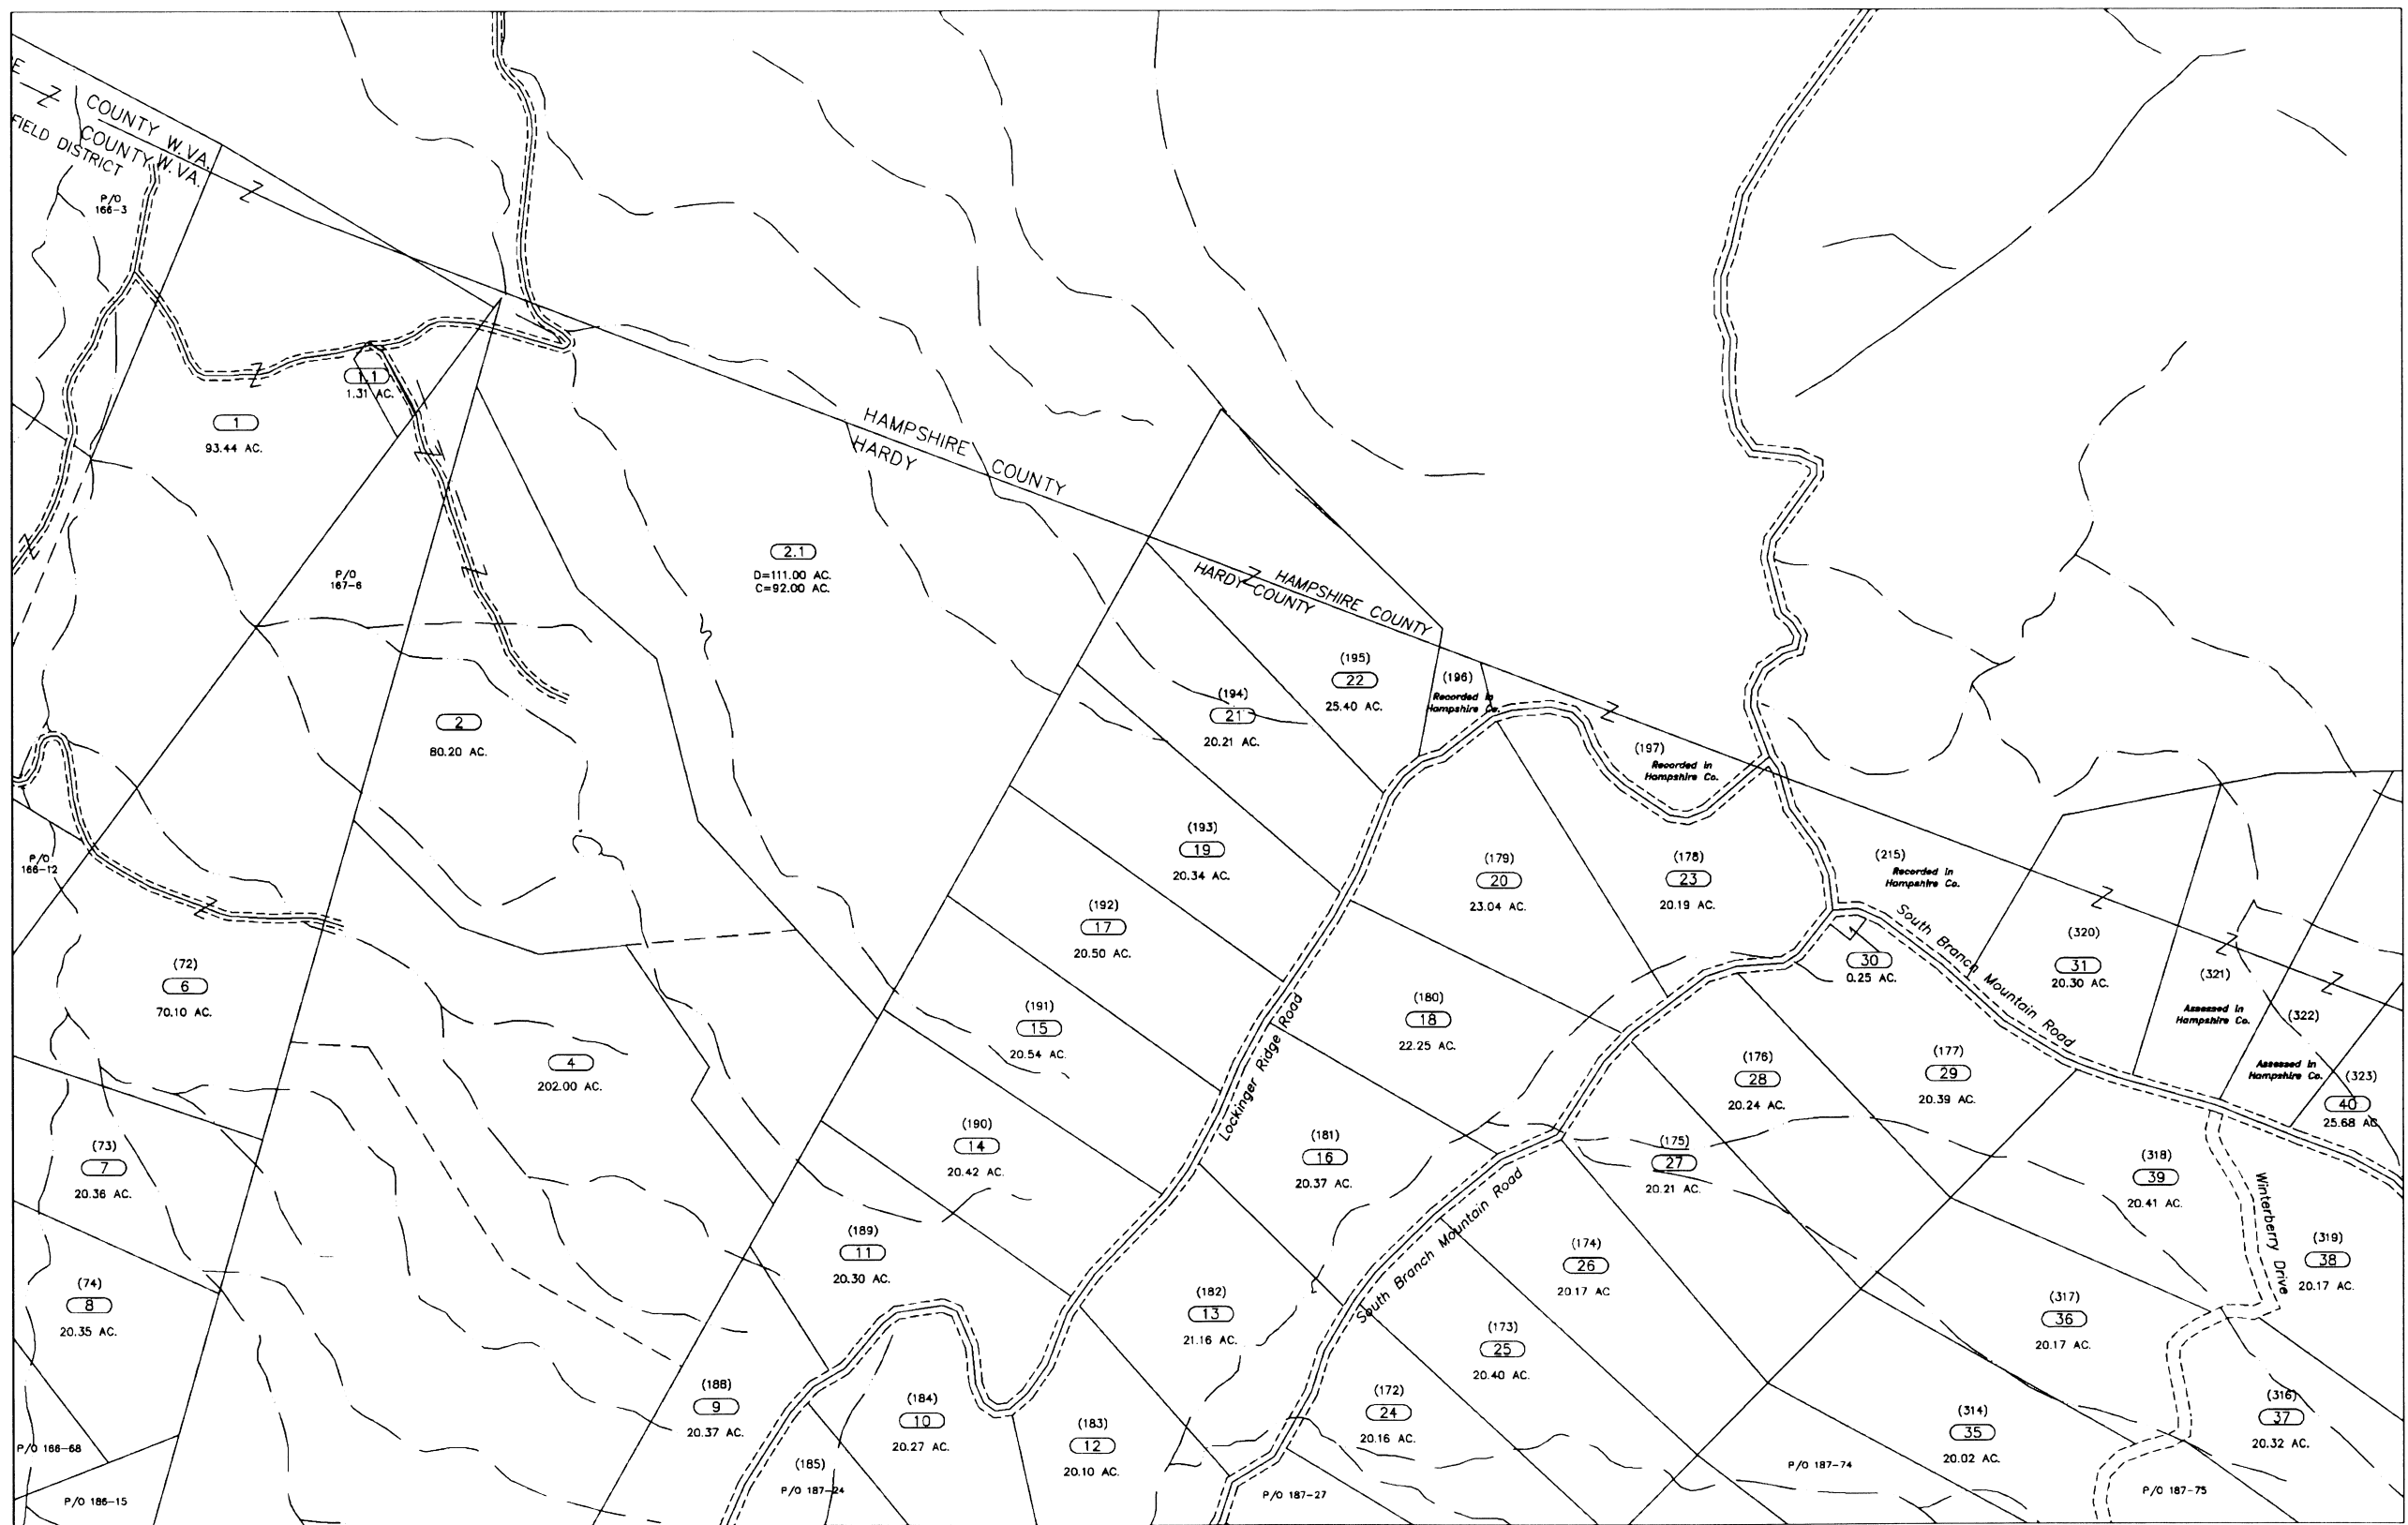 E
COUNTY W.VA.
COUNTY W.VA.
FIELD DISTRICT
P/O
166-3
1.1
1.31 AC.
1
93.44 AC.
HAMPSHIRE COUNTY
HARDY
P/O
167-6
2.1
D=111.00 AC.
C=92.00 AC.
HAMPSHIRE COUNTY
HARDY COUNTY
(195)
22
25.40 AC.
(196)
Recorded in
Hampshire Co.
(194)
21
20.21 AC.
2
80.20 AC.
(197)
Recorded in
Hampshire Co.
(193)
19
20.34 AC.
(179)
20
23.04 AC.
(178)
23
20.19 AC.
(215)
Recorded in
Hampshire Co.
P/O
166-12
(192)
17
20.50 AC.
South Branch Mountain Road
30
0.25 AC.
(320)
31
20.30 AC.
(321)
Assessed in
Hampshire Co.
(322)
Assessed in
Hampshire Co.
(323)
40
25.68 AC.
(72)
6
70.10 AC.
(191)
15
20.54 AC.
Lockinger Ridge Road
(180)
18
22.25 AC.
(176)
28
20.24 AC.
(177)
29
20.39 AC.
4
202.00 AC.
(73)
7
20.36 AC.
(190)
14
20.42 AC.
(181)
16
20.37 AC.
(175)
27
20.21 AC.
(318)
39
20.41 AC.
Winterberry Drive
(319)
38
20.17 AC.
(189)
11
20.30 AC.
South Branch Mountain Road
(174)
26
20.17 AC
(74)
8
20.35 AC.
(182)
13
21.16 AC.
(173)
25
20.40 AC.
(317)
36
20.17 AC.
(188)
9
20.37 AC.
(184)
10
20.27 AC.
(183)
12
20.10 AC.
(172)
24
20.16 AC.
(314)
35
20.02 AC.
(316)
37
20.32 AC.
P/O 166-68
(185)
P/O 187-24
P/O 187-74
P/O 186-15
P/O 187-27
P/O 187-75